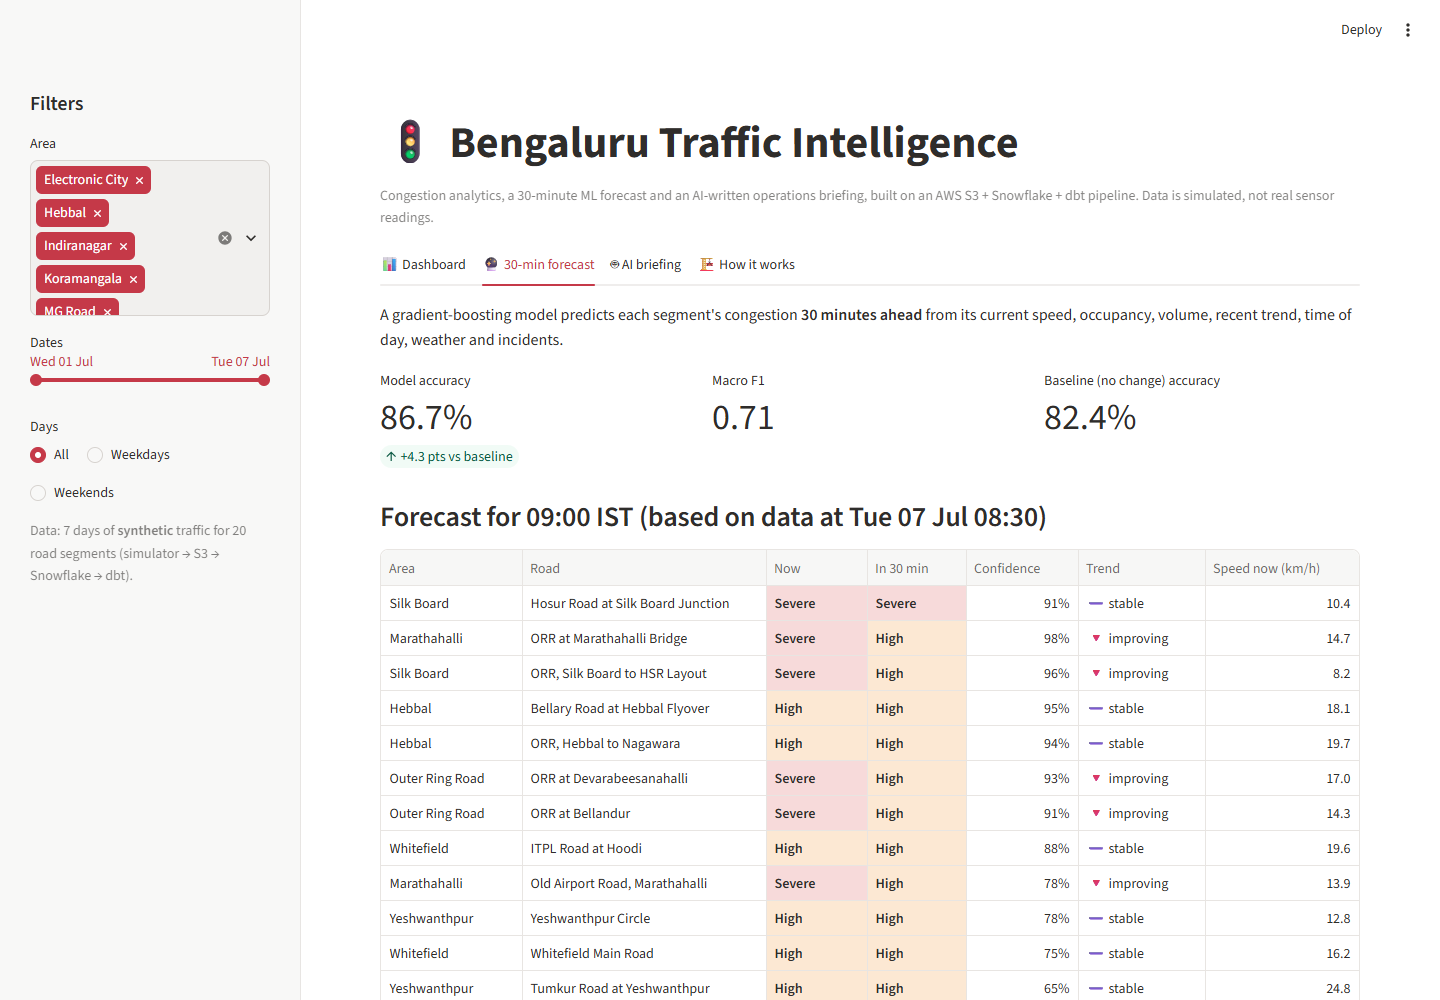 Deploy
Filters
Area
Electronic City ×
Hebbal ×
Indiranagar ×
Koramangala ×
MG Road ×
Dates
Wed 01 Jul Tue 07 Jul
Days
All Weekdays
Weekends
Data: 7 days of synthetic traffic for 20
road segments (simulator → S3 →
Snowflake → dbt).
Bengaluru Traffic Intelligence
Congestion analytics, a 30-minute ML forecast and an AI-written operations briefing, built on an AWS S3 + Snowflake + dbt pipeline. Data is simulated, not real sensor
readings.
Dashboard 30-min forecast AI briefing How it works
A gradient-boosting model predicts each segment's congestion 30 minutes ahead from its current speed, occupancy, volume, recent trend, time of
day, weather and incidents.
Model accuracy Macro F1 Baseline (no change) accuracy
86.7% 0.71 82.4%
↑ +4.3 pts vs baseline
Forecast for 09:00 IST (based on data at Tue 07 Jul 08:30)
Area Road Now In 30 min Confidence Trend Speed now (km/h)
Silk Board Hosur Road at Silk Board Junction Severe Severe 91% stable 10.4
Marathahalli ORR at Marathahalli Bridge Severe High 98% improving 14.7
Silk Board ORR, Silk Board to HSR Layout Severe High 96% improving 8.2
Hebbal Bellary Road at Hebbal Flyover High High 95% stable 18.1
Hebbal ORR, Hebbal to Nagawara High High 94% stable 19.7
Outer Ring Road ORR at Devarabeesanahalli Severe High 93% improving 17.0
Outer Ring Road ORR at Bellandur Severe High 91% improving 14.3
Whitefield ITPL Road at Hoodi High High 88% stable 19.6
Marathahalli Old Airport Road, Marathahalli Severe High 78% improving 13.9
Yeshwanthpur Yeshwanthpur Circle High High 78% stable 12.8
Whitefield Whitefield Main Road High High 75% stable 16.2
Yeshwanthpur Tumkur Road at Yeshwanthpur High High 65% stable 24.8